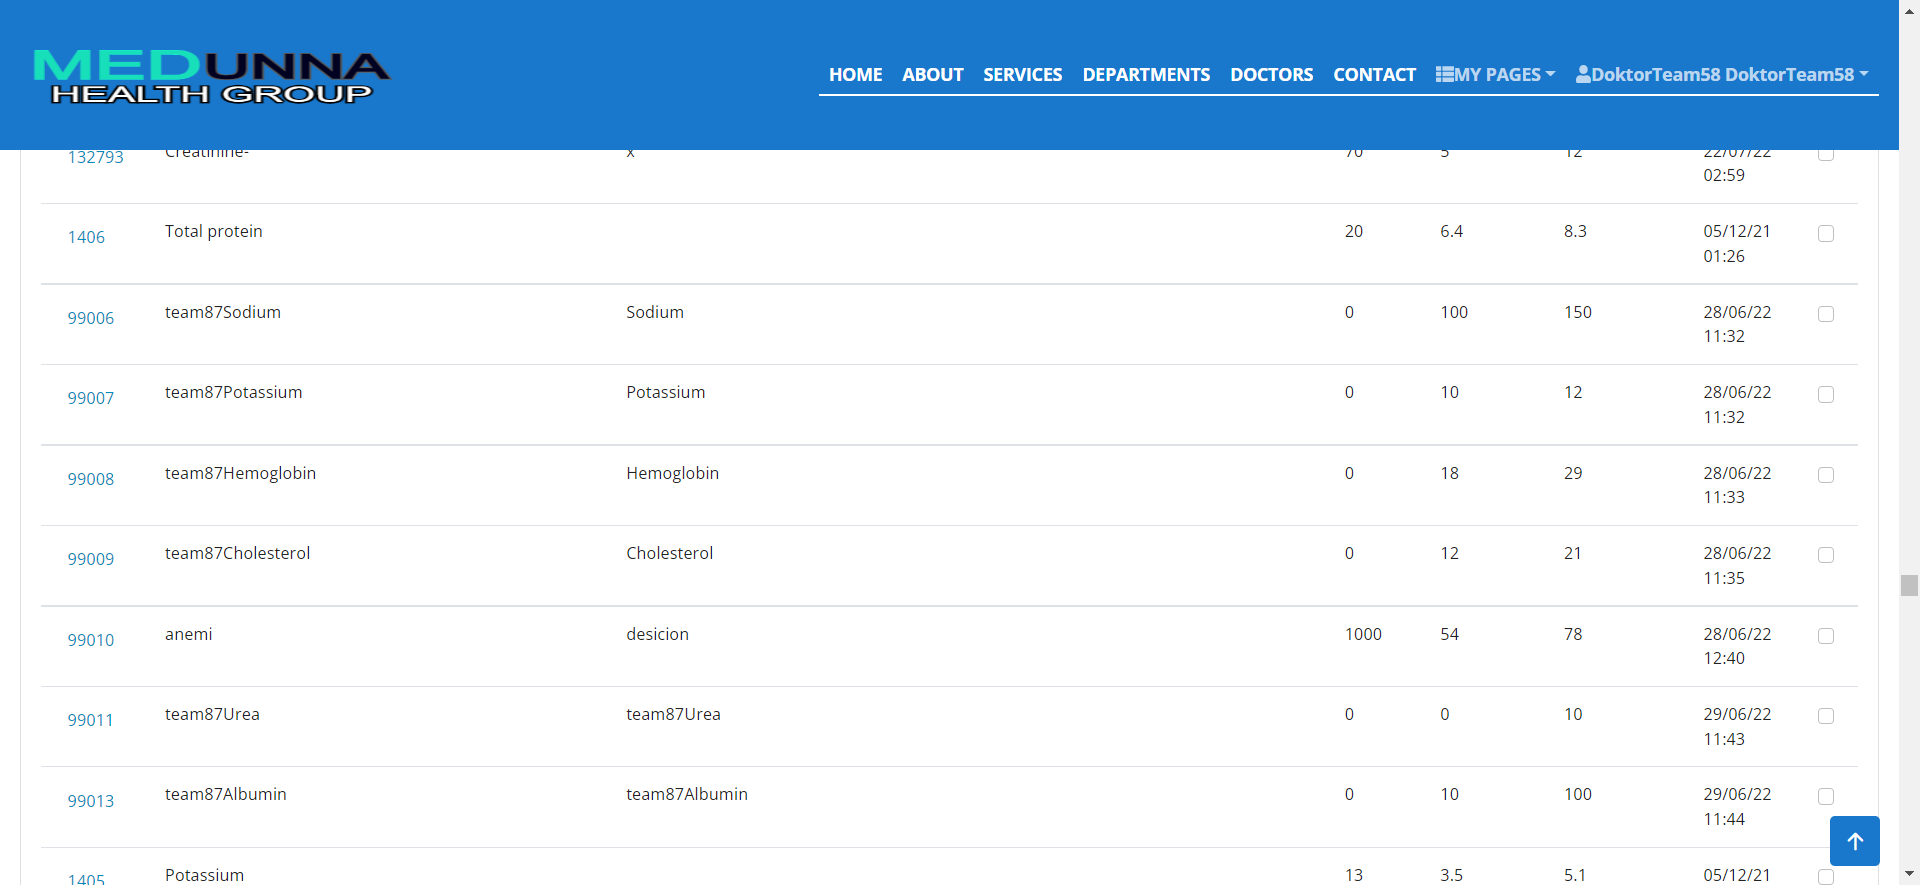 MEDUNNA
HEALTH GROUP
HOME ABOUT SERVICES DEPARTMENTS DOCTORS CONTACT MY PAGES DoktorTeam58 DoktorTeam58
132793 Creatinine- x 70 5 12 22/07/22
02:59
1406 Total protein 20 6.4 8.3 05/12/21
01:26
99006 team87Sodium Sodium 0 100 150 28/06/22
11:32
99007 team87Potassium Potassium 0 10 12 28/06/22
11:32
99008 team87Hemoglobin Hemoglobin 0 18 29 28/06/22
11:33
99009 team87Cholesterol Cholesterol 0 12 21 28/06/22
11:35
99010 anemi desicion 1000 54 78 28/06/22
12:40
99011 team87Urea team87Urea 0 0 10 29/06/22
11:43
99013 team87Albumin team87Albumin 0 10 100 29/06/22
11:44
1405 Potassium 13 3.5 5.1 05/12/21